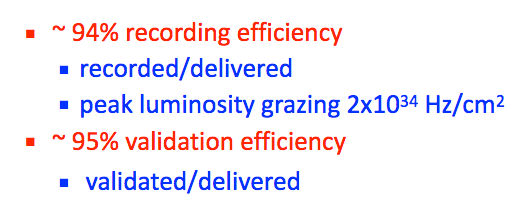 ▪ ~ 94% recording efficiency
▪ recorded/delivered
▪ peak luminosity grazing 2x10³⁴ Hz/cm²
▪ ~ 95% validation efficiency
▪ validated/delivered